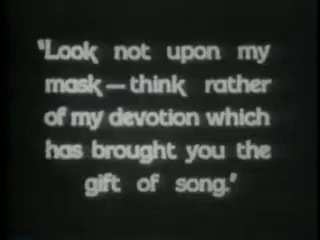 "Look not upon my
mask—think rather
of my devotion which
has brought you the
gift of song."